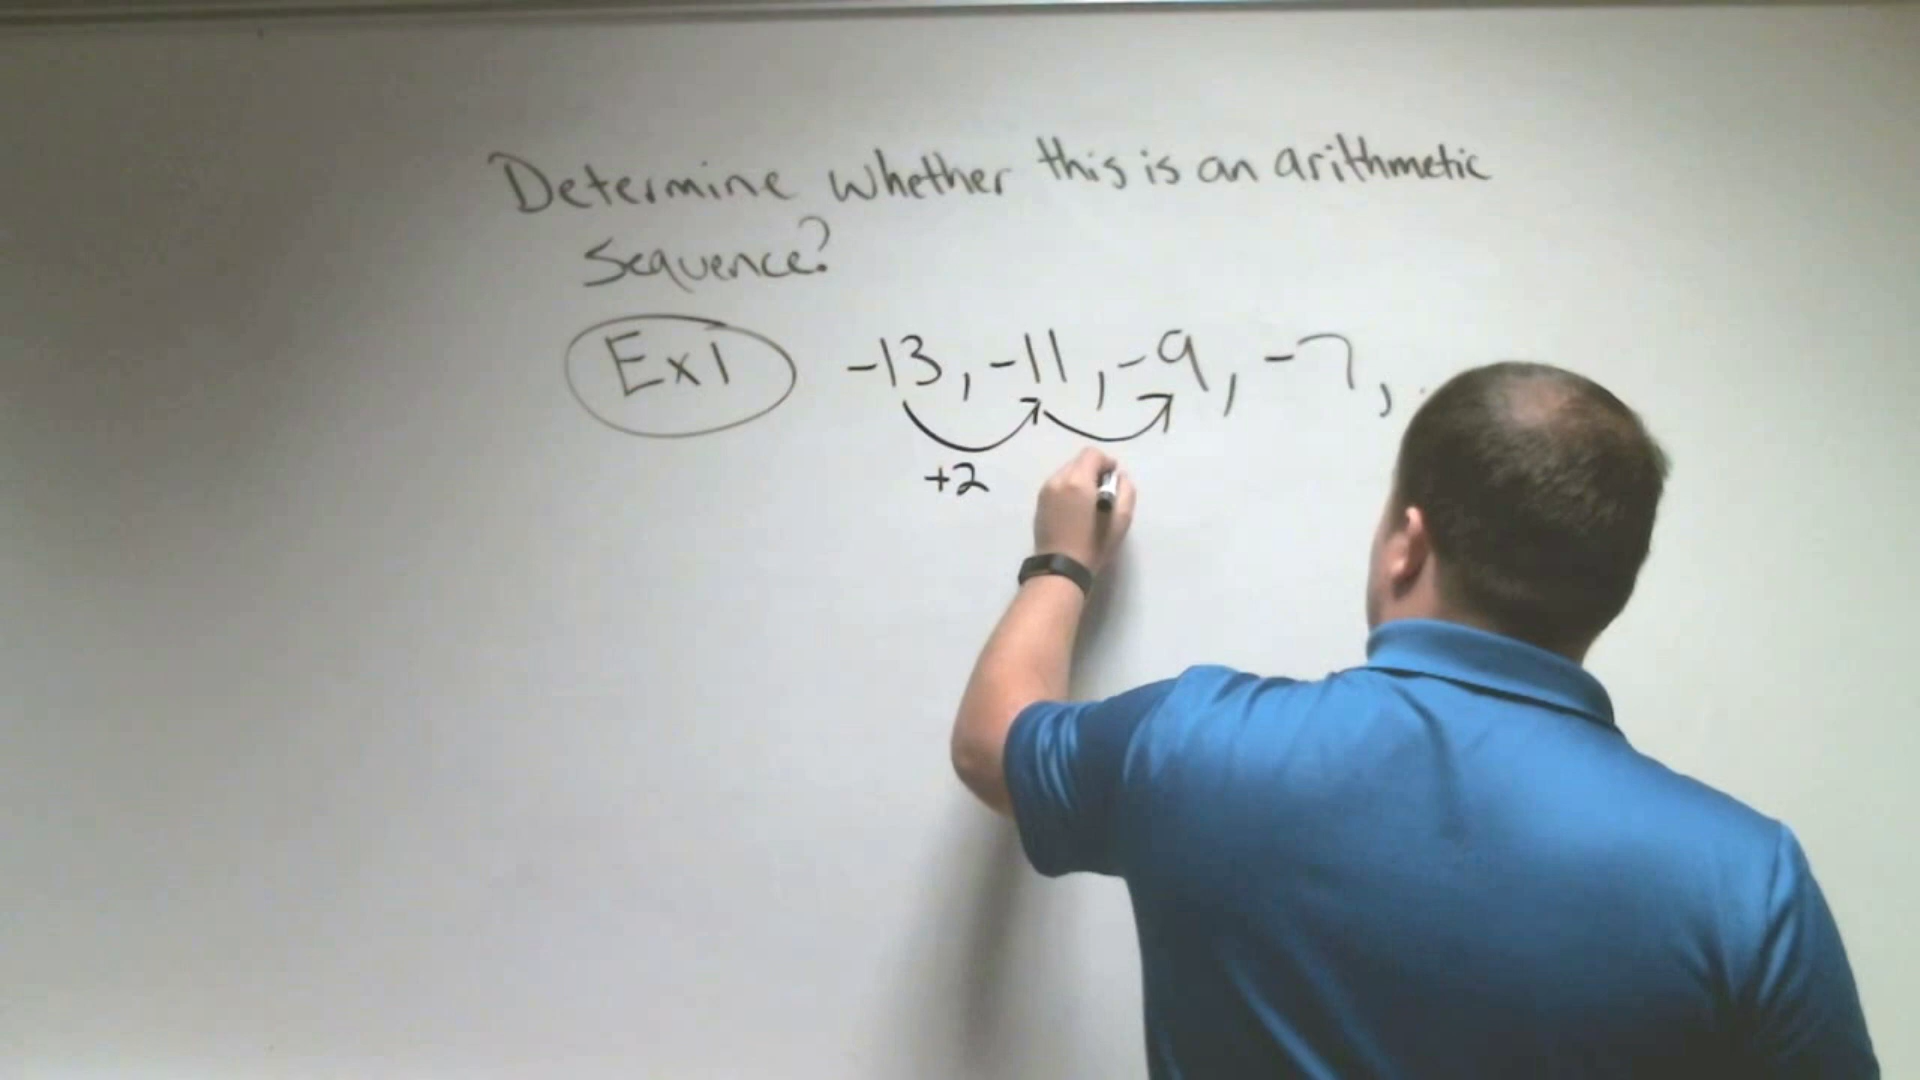 Determine whether this is an arithmetic
sequence?
Ex1 -13, -11, -9, -7,
+2